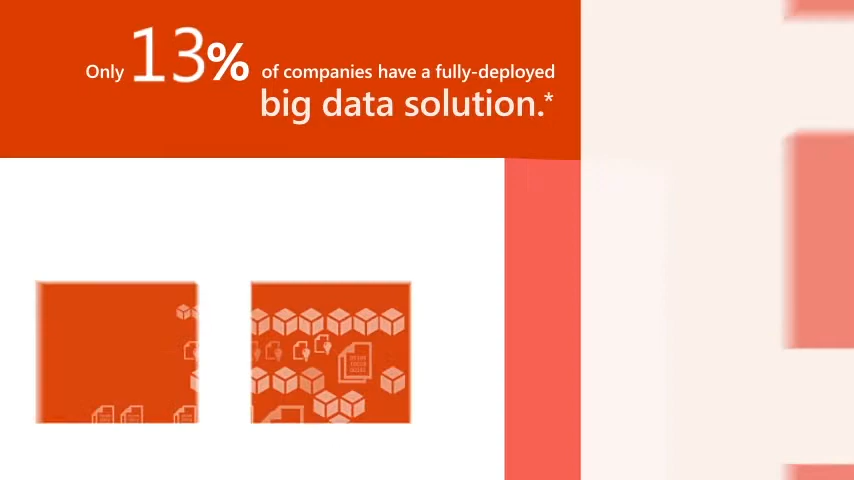 Only 13% of companies have a fully-deployed
big data solution.*